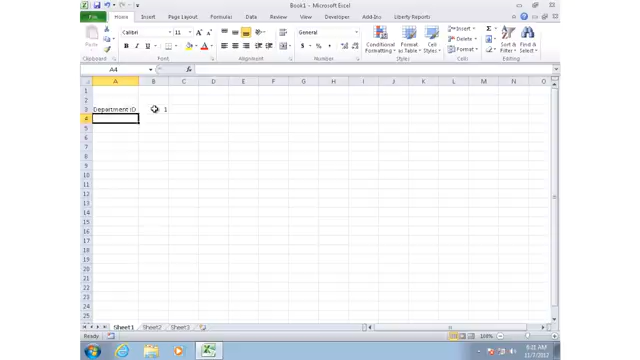 Book1 - Microsoft Excel
File Home Insert Page Layout Formulas Data Review View Developer Add-Ins Liberty Reports
Calibri 11 General Conditional Formatting Format as Table Cell Styles Insert Delete Format Sort & Filter Find & Select
Clipboard Font Alignment Number Styles Cells Editing
A4 fx
A B C D E F G H I J K L M N O
1
2
3 Department ID 1
4
5
6
7
8
9
10
11
12
13
14
15
16
17
18
19
20
21
22
23
24
25
Sheet1 Sheet2 Sheet3
Ready 100%
11/7/2012